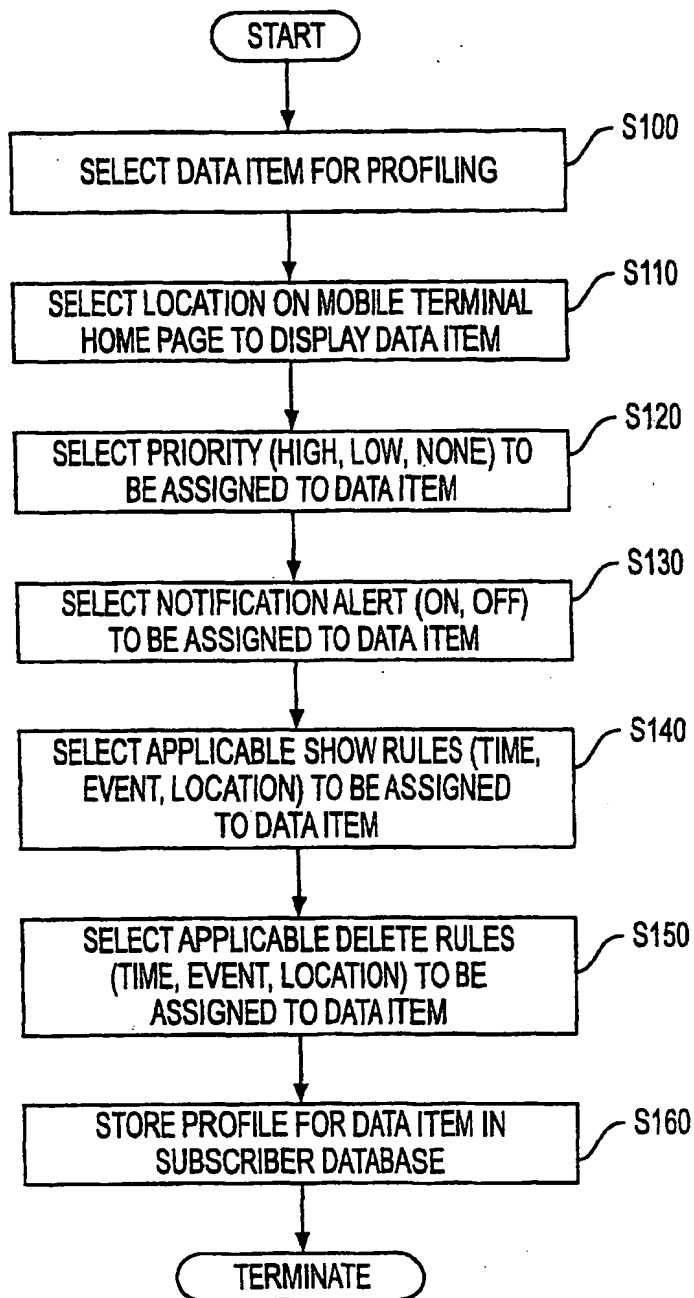 START
S100
SELECT DATA ITEM FOR PROFILING
S110
SELECT LOCATION ON MOBILE TERMINAL
HOME PAGE TO DISPLAY DATA ITEM
S120
SELECT PRIORITY (HIGH, LOW, NONE) TO
BE ASSIGNED TO DATA ITEM
S130
SELECT NOTIFICATION ALERT (ON, OFF)
TO BE ASSIGNED TO DATA ITEM
S140
SELECT APPLICABLE SHOW RULES (TIME,
EVENT, LOCATION) TO BE ASSIGNED
TO DATA ITEM
S150
SELECT APPLICABLE DELETE RULES
(TIME, EVENT, LOCATION) TO BE
ASSIGNED TO DATA ITEM
S160
STORE PROFILE FOR DATA ITEM IN
SUBSCRIBER DATABASE
TERMINATE